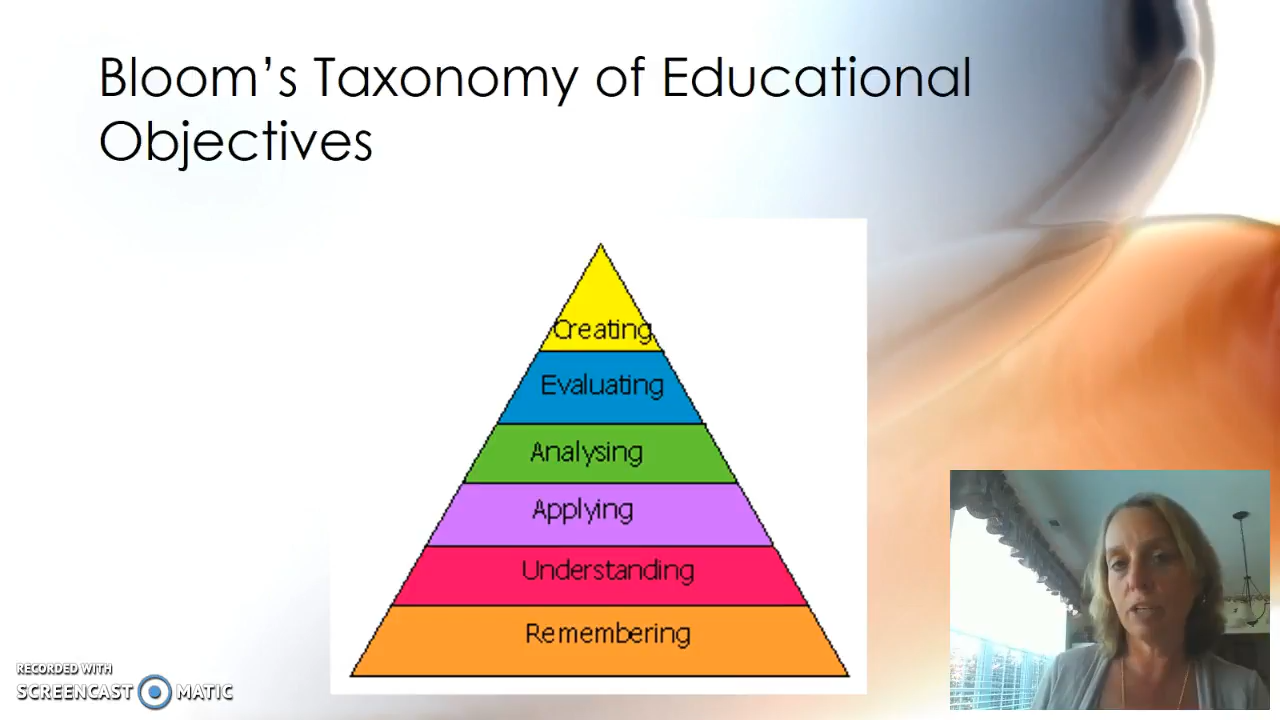 Bloom's Taxonomy of Educational
Objectives
Creating
Evaluating
Analysing
Applying
Understanding
Remembering
RECORDED WITH
SCREENCAST MATIC